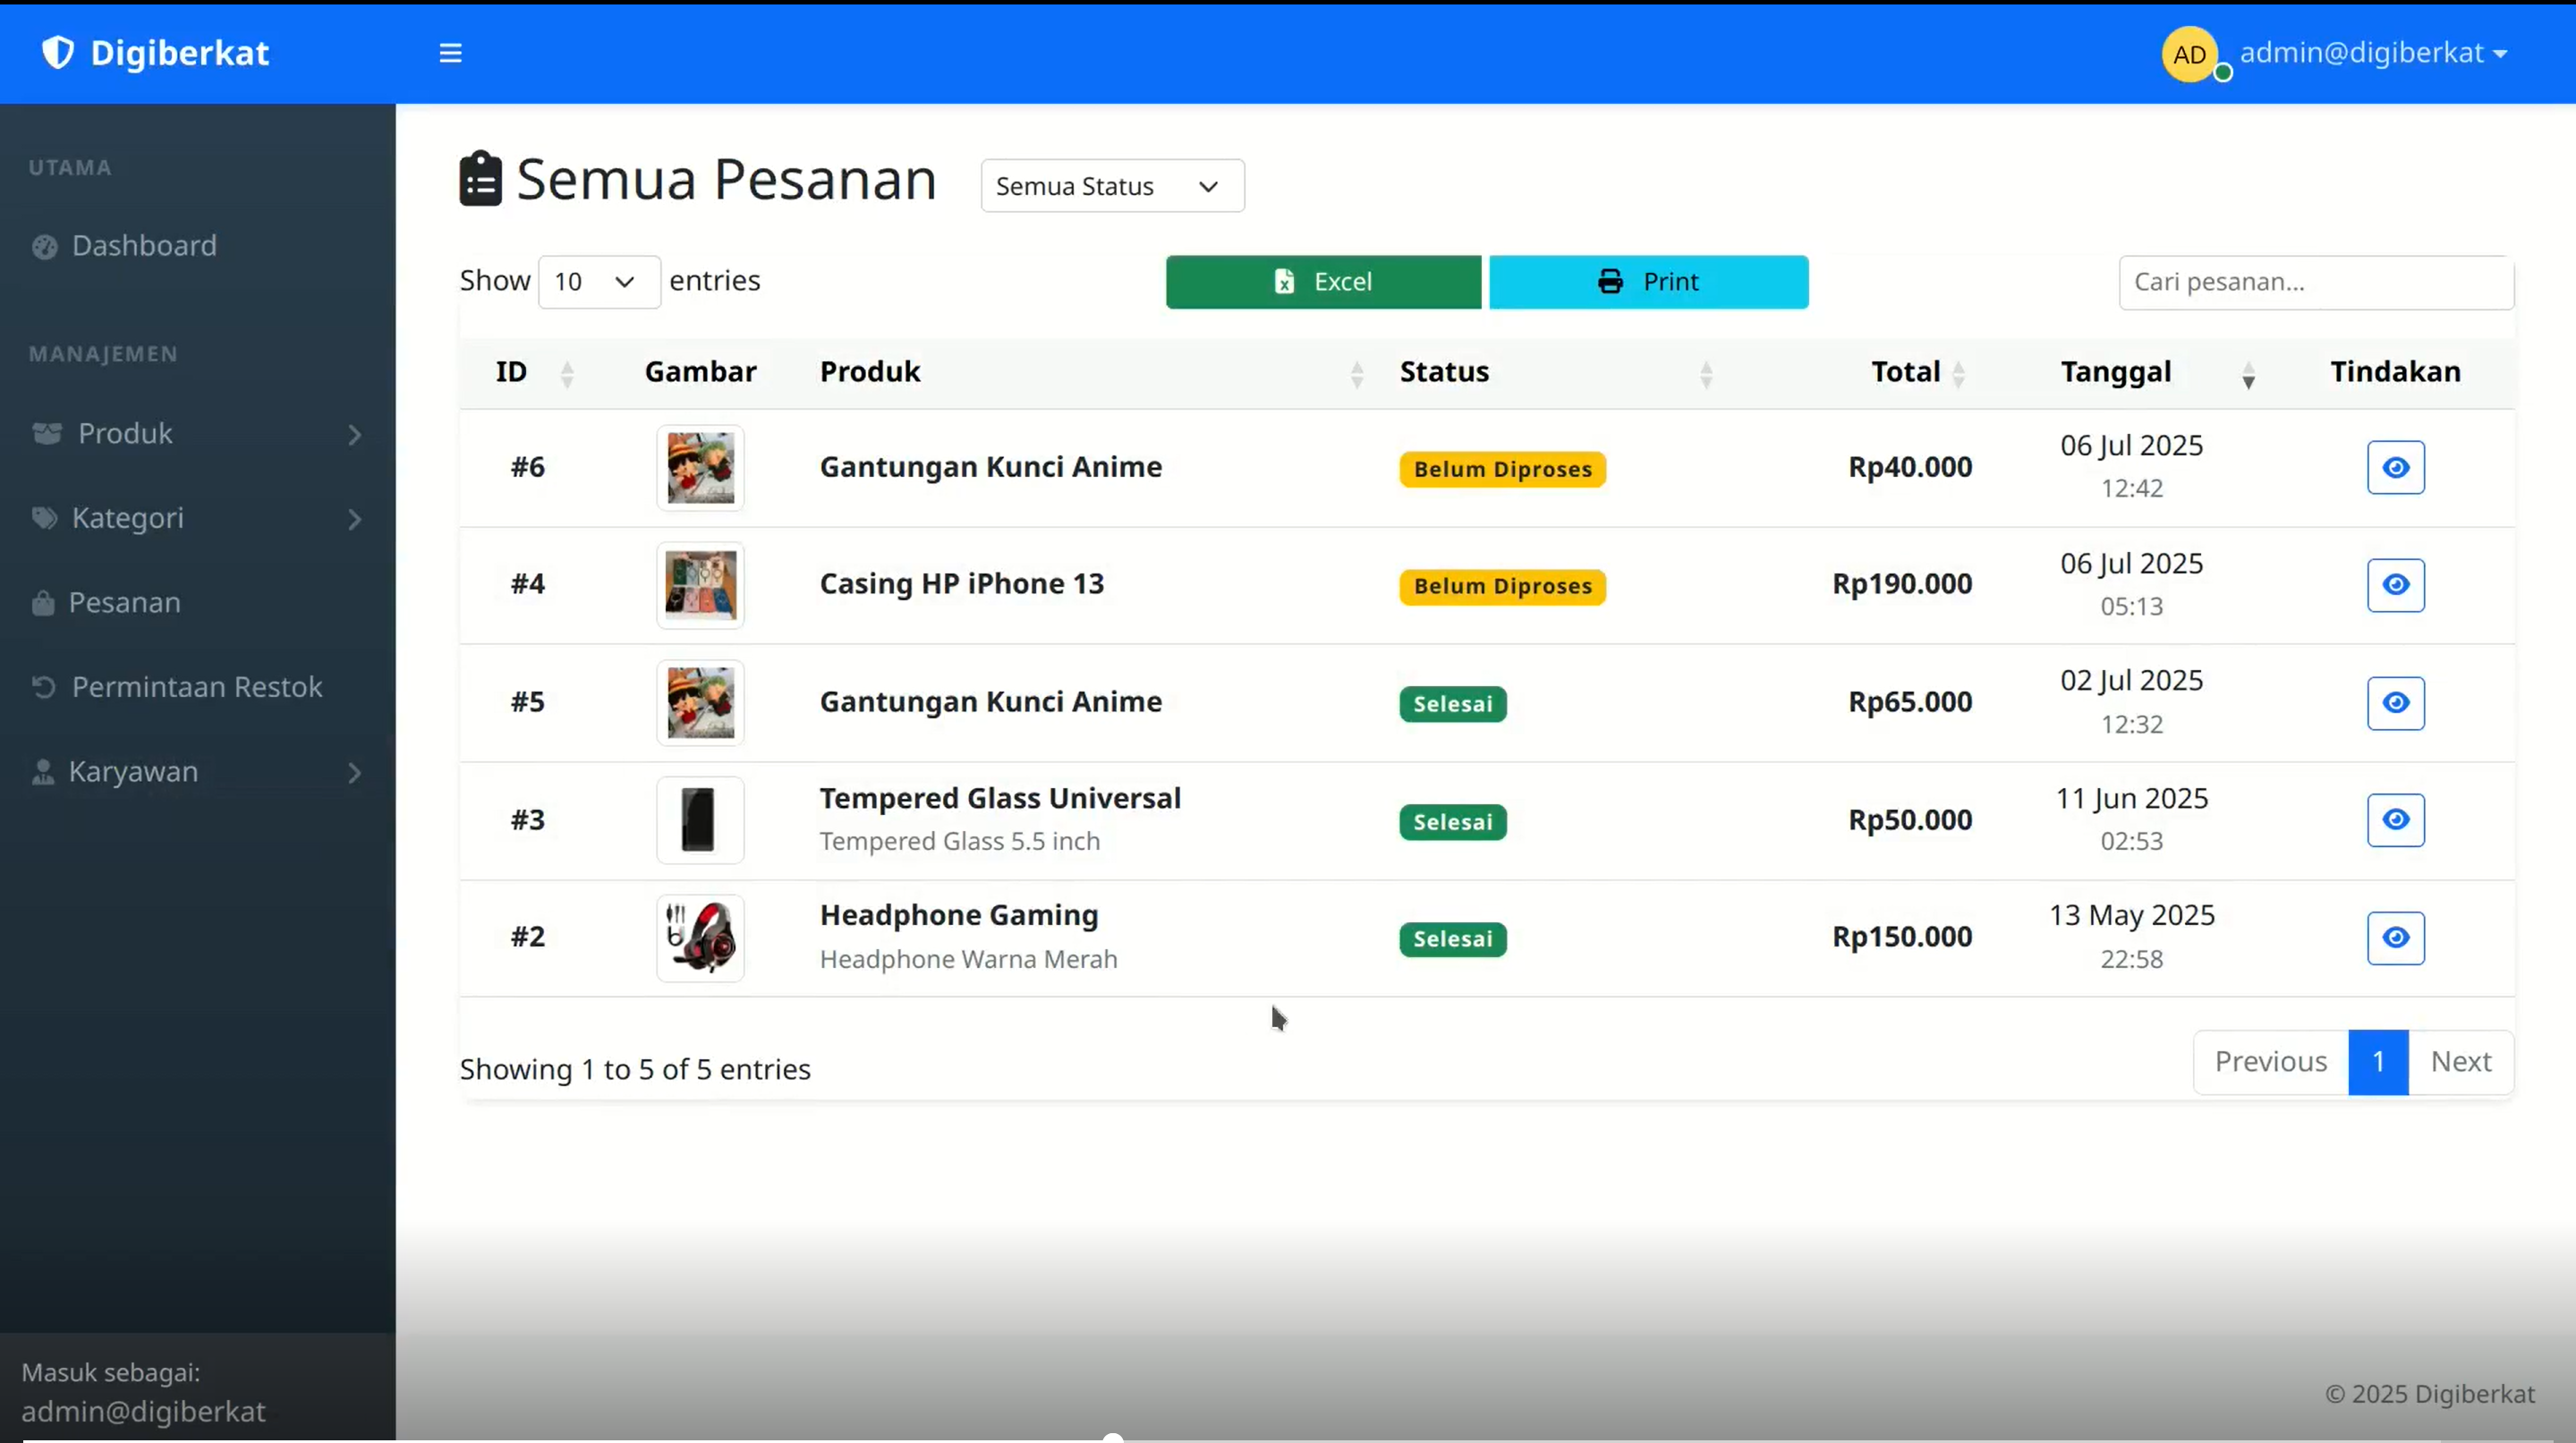 Digiberkat
AD admin@digiberkat
UTAMA
Dashboard
MANAJEMEN
Produk
Kategori
Pesanan
Permintaan Restok
Karyawan
Masuk sebagai:
admin@digiberkat
Semua Pesanan Semua Status
Show 10 entries Excel Print Cari pesanan...
ID Gambar Produk Status Total Tanggal Tindakan
#6 Gantungan Kunci Anime Belum Diproses Rp40.000 06 Jul 2025
12:42
#4 Casing HP iPhone 13 Belum Diproses Rp190.000 06 Jul 2025
05:13
#5 Gantungan Kunci Anime Selesai Rp65.000 02 Jul 2025
12:32
#3 Tempered Glass Universal Selesai Rp50.000 11 Jun 2025
Tempered Glass 5.5 inch 02:53
#2 Headphone Gaming Selesai Rp150.000 13 May 2025
Headphone Warna Merah 22:58
Showing 1 to 5 of 5 entries Previous 1 Next
© 2025 Digiberkat